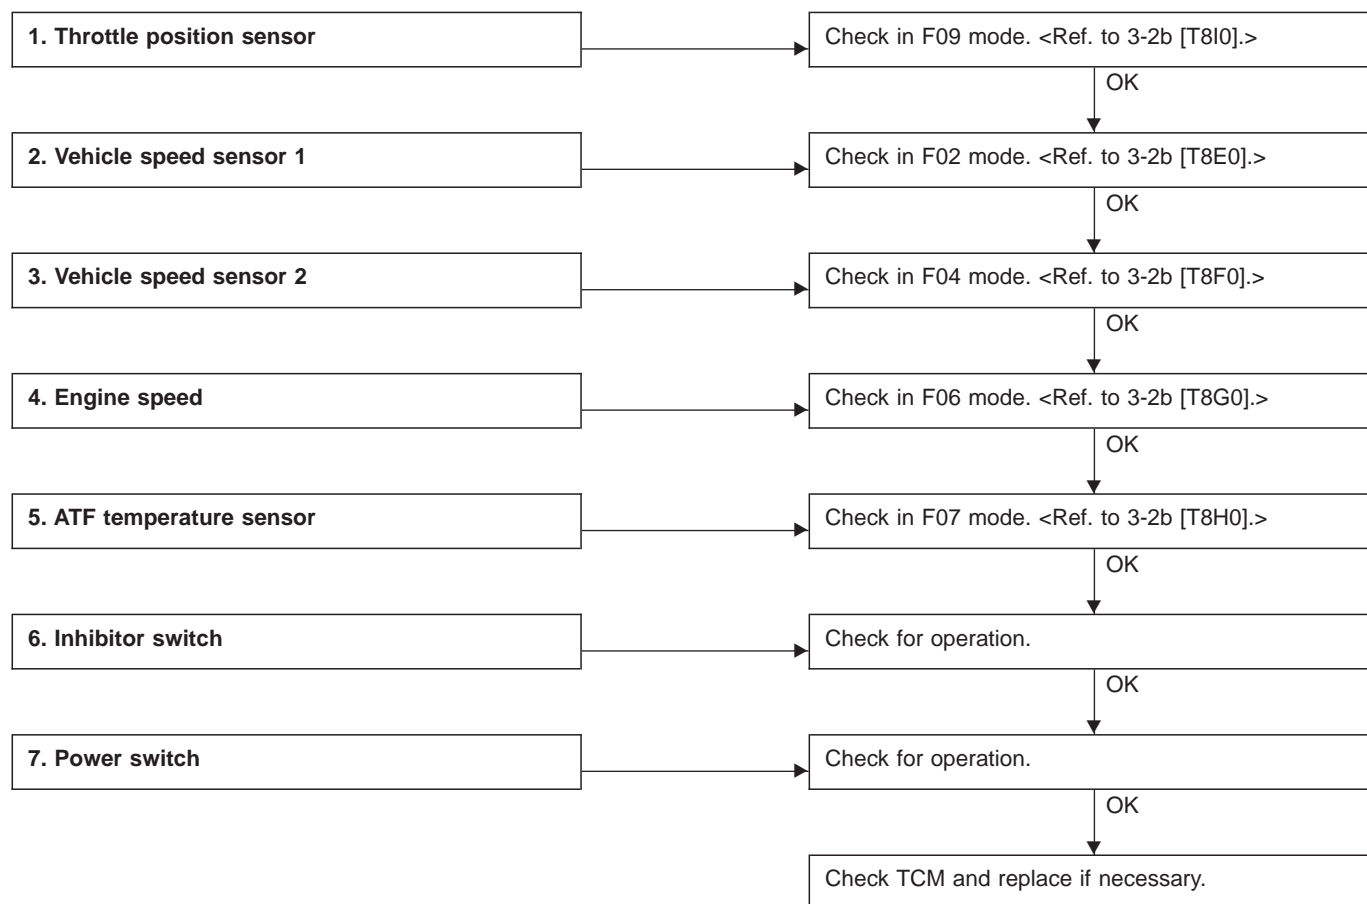 1. Throttle position sensor
Check in F09 mode. <Ref. to 3-2b [T8I0].>
OK
2. Vehicle speed sensor 1
Check in F02 mode. <Ref. to 3-2b [T8E0].>
OK
3. Vehicle speed sensor 2
Check in F04 mode. <Ref. to 3-2b [T8F0].>
OK
4. Engine speed
Check in F06 mode. <Ref. to 3-2b [T8G0].>
OK
5. ATF temperature sensor
Check in F07 mode. <Ref. to 3-2b [T8H0].>
OK
6. Inhibitor switch
Check for operation.
OK
7. Power switch
Check for operation.
OK
Check TCM and replace if necessary.